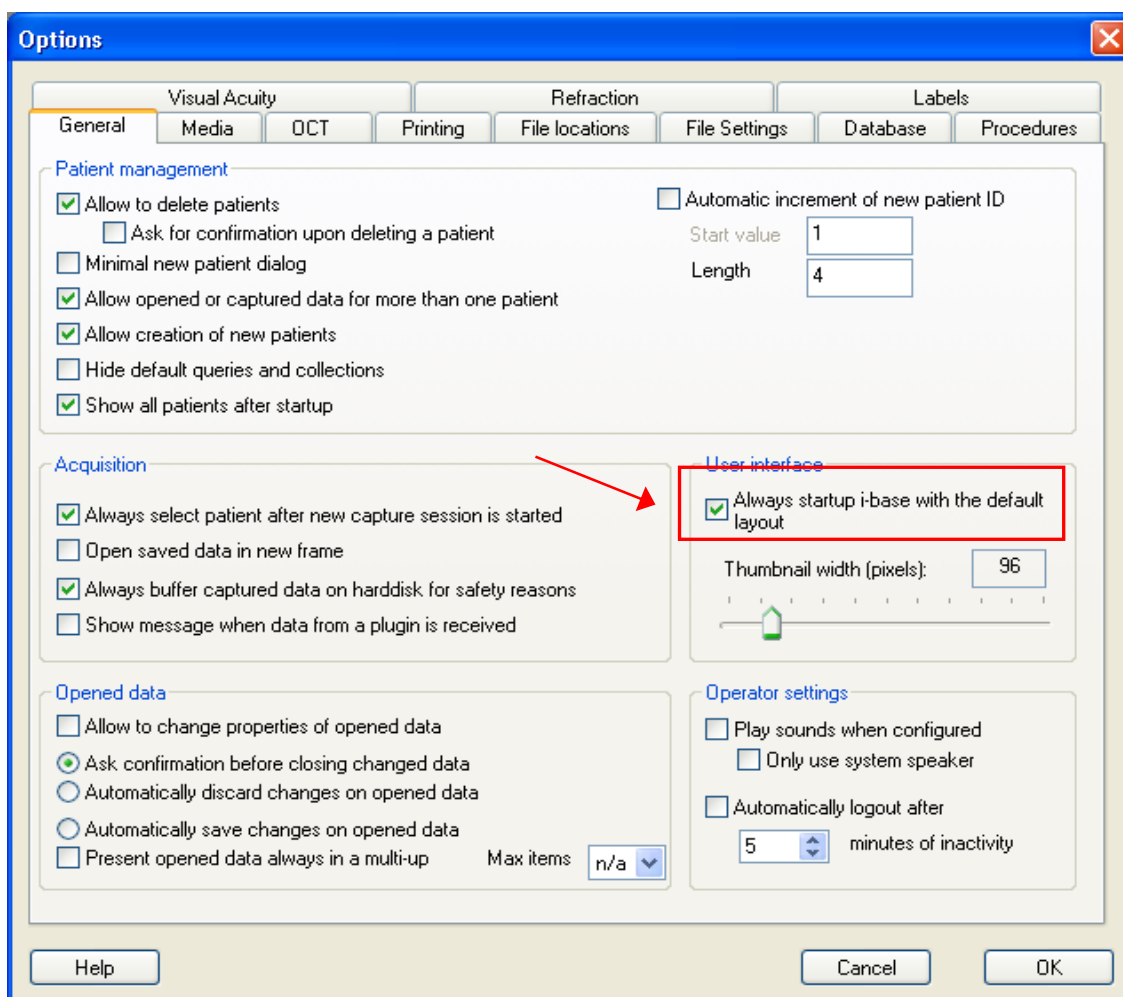 Options
Visual Acuity
Refraction
Labels
General
Media
OCT
Printing
File locations
File Settings
Database
Procedures
Patient management
Allow to delete patients
Ask for confirmation upon deleting a patient
Minimal new patient dialog
Allow opened or captured data for more than one patient
Allow creation of new patients
Hide default queries and collections
Show all patients after startup
Automatic increment of new patient ID
Start value
1
Length
4
Acquisition
Always select patient after new capture session is started
Open saved data in new frame
Always buffer captured data on harddisk for safety reasons
Show message when data from a plugin is received
User interface
Always startup i-base with the default
layout
Thumbnail width (pixels):
96
Opened data
Allow to change properties of opened data
Ask confirmation before closing changed data
Automatically discard changes on opened data
Automatically save changes on opened data
Present opened data always in a multi-up
Max items
n/a
Operator settings
Play sounds when configured
Only use system speaker
Automatically logout after
5
minutes of inactivity
Help
Cancel
OK